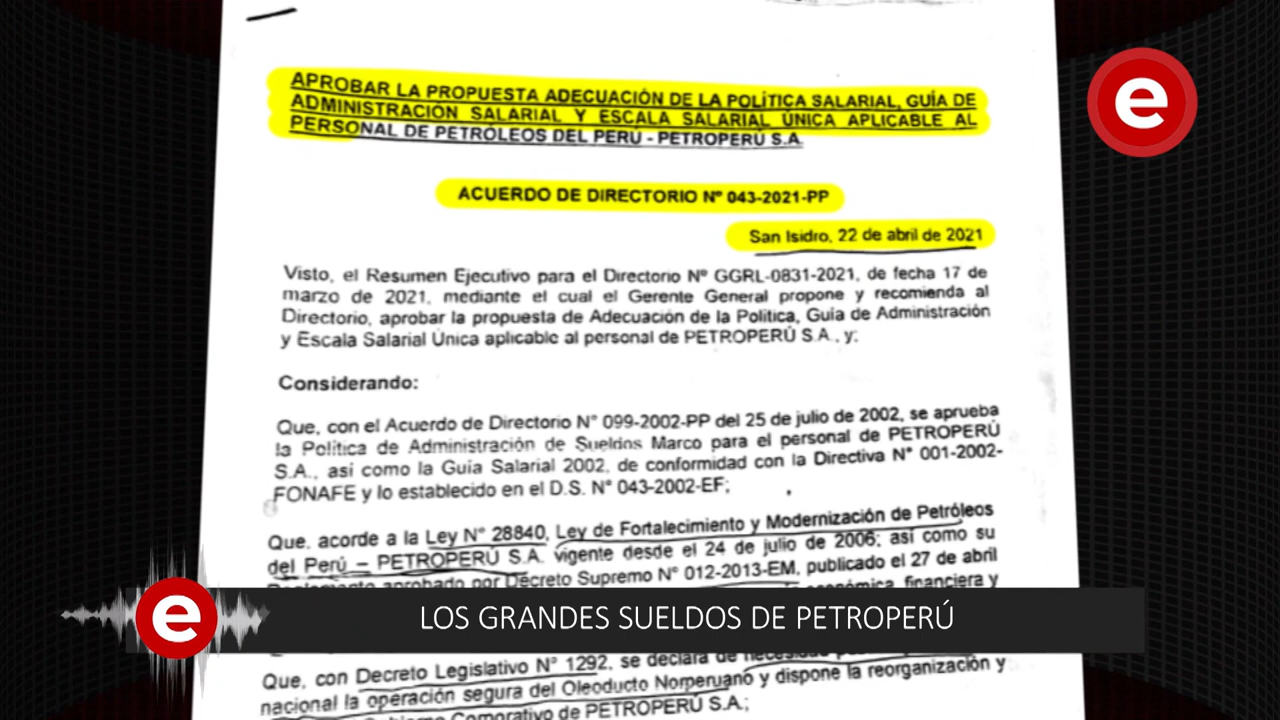 APROBAR LA PROPUESTA ADECUACIÓN DE LA POLÍTICA SALARIAL, GUÍA DE
ADMINISTRACIÓN SALARIAL Y ESCALA SALARIAL ÚNICA APLICABLE AL
PERSONAL DE PETRÓLEOS DEL PERÚ - PETROPERÚ S.A.
ACUERDO DE DIRECTORIO Nº 043-2021-PP
San Isidro, 22 de abril de 2021
Visto, el Resumen Ejecutivo para el Directorio Nº GGRL-0831-2021, de fecha 17 de
marzo de 2021, mediante el cual el Gerente General propone y recomienda al
Directorio, aprobar la propuesta de Adecuación de la Política, Guía de Administración
y Escala Salarial Única aplicable al personal de PETROPERÚ S.A., y;
Considerando:
Que, con el Acuerdo de Directorio N° 099-2002-PP del 25 de julio de 2002, se aprueba
la Política de Administración de Sueldos Marco para el personal de PETROPERÚ
S.A., así como la Guía Salarial 2002, de conformidad con la Directiva N° 001-2002-
FONAFE y lo establecido en el D.S. N° 043-2002-EF;
Que, acorde a la Ley N° 28840, Ley de Fortalecimiento y Modernización de Petróleos
del Perú – PETROPERÚ S.A. vigente desde el 24 de julio de 2006; así como su
aprobado por Decreto Supremo N° 012-2013-EM, publicado el 27 de abril
económica, financiera y
LOS GRANDES SUELDOS DE PETROPERÚ
Que, con Decreto Legislativo N° 1292, se declara de necesidad
nacional la operación segura del Oleoducto Norperuano y dispone la reorganización y
Corporativo de PETROPERÚ S.A.;
e
e